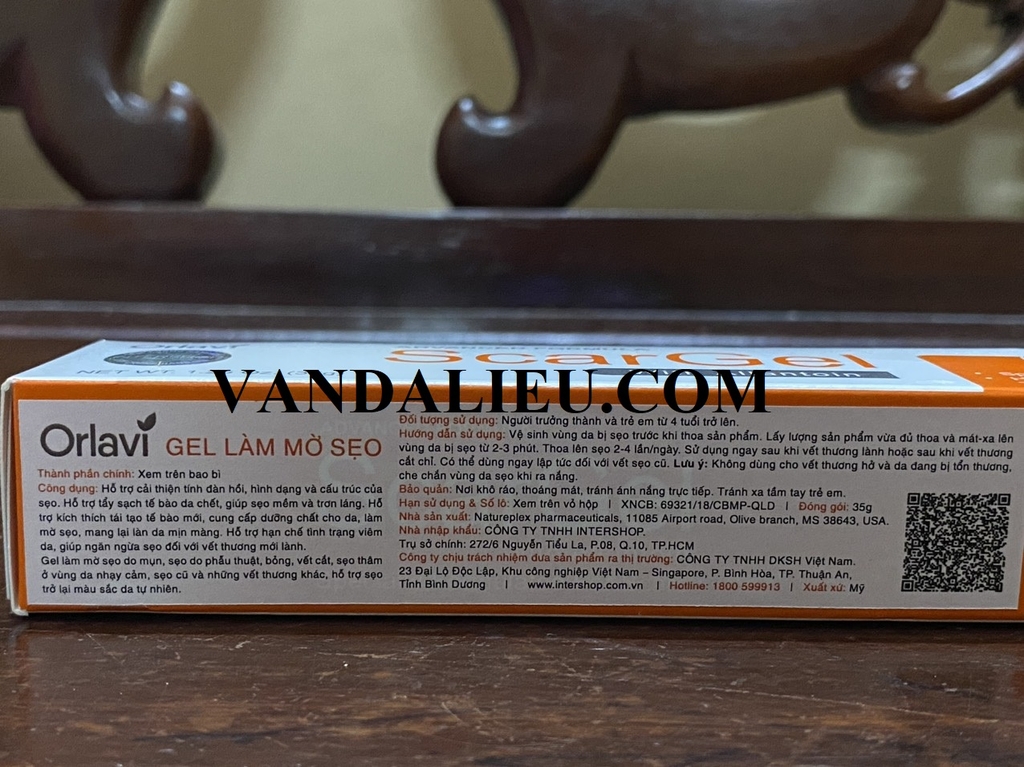 Orlavi
ScarGel
NET WT. 1.
VANDALIEU.COM
Orlavi GEL LÀM MỜ SẸO
Thành phần chính: Xem trên bao bì
Công dụng: Hỗ trợ cải thiện tính đàn hồi, hình dạng và cấu trúc của
sẹo. Hỗ trợ tẩy sạch tế bào da chết, giúp sẹo mềm và trơn láng. Hỗ
trợ kích thích tái tạo tế bào mới, cung cấp dưỡng chất cho da, làm
mờ sẹo, mang lại làn da mịn màng. Hỗ trợ hạn chế tình trạng viêm
da, giúp ngăn ngừa sẹo đối với vết thương mới lành.
Gel làm mờ sẹo do mụn, sẹo do phẫu thuật, bỏng, vết cắt, sẹo thâm
ở vùng da nhạy cảm, sẹo cũ và những vết thương khác, hỗ trợ sẹo
trở lại màu sắc da tự nhiên.
Đối tượng sử dụng: Người trưởng thành và trẻ em từ 4 tuổi trở lên.
Hướng dẫn sử dụng: Vệ sinh vùng da bị sẹo trước khi thoa sản phẩm. Lấy lượng sản phẩm vừa đủ thoa và mát-xa lên
vùng da bị sẹo từ 2-3 phút. Thoa lên sẹo 2-4 lần/ngày. Sử dụng ngay sau khi vết thương lành hoặc sau khi vết thương
cắt chỉ. Có thể dùng ngay lập tức đối với vết sẹo cũ. Lưu ý: Không dùng cho vết thương hở và da đang bị tổn thương,
che chắn vùng da sẹo khi ra nắng.
Bảo quản: Nơi khô ráo, thoáng mát, tránh ánh nắng trực tiếp. Tránh xa tầm tay trẻ em.
Hạn sử dụng & Số lô: Xem trên vỏ hộp | XNCB: 69321/18/CBMP-QLD | Đóng gói: 35g
Nhà sản xuất: Natureplex pharmaceuticals, 11085 Airport road, Olive branch, MS 38643, USA.
Nhà nhập khẩu: CÔNG TY TNHH INTERSHOP.
Trụ sở chính: 272/6 Nguyễn Tiểu La, P.08, Q.10, TP.HCM
Công ty chịu trách nhiệm đưa sản phẩm ra thị trường: CÔNG TY TNHH DKSH Việt Nam.
23 Đại Lộ Độc Lập, Khu công nghiệp Việt Nam – Singapore, P. Bình Hòa, TP. Thuận An,
Tỉnh Bình Dương | www.intershop.com.vn | Hotline: 1800 599913 | Xuất xứ: Mỹ